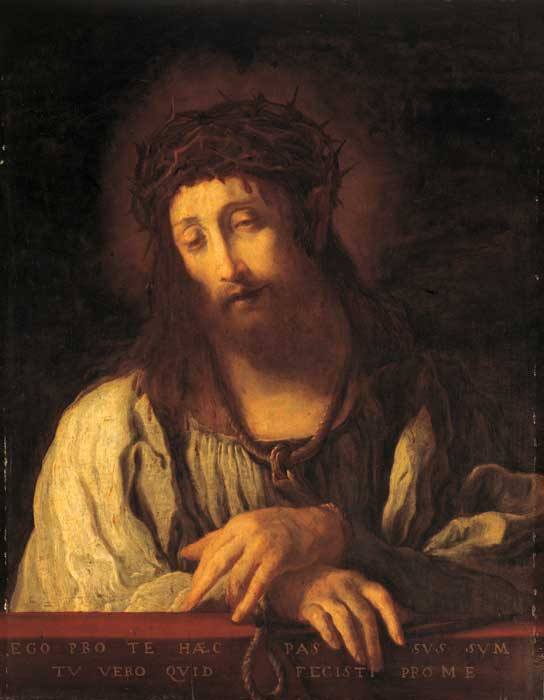 EGO PRO TE HÆC PAS SVS SVM
TV VERO QVID FECISTI PRO ME